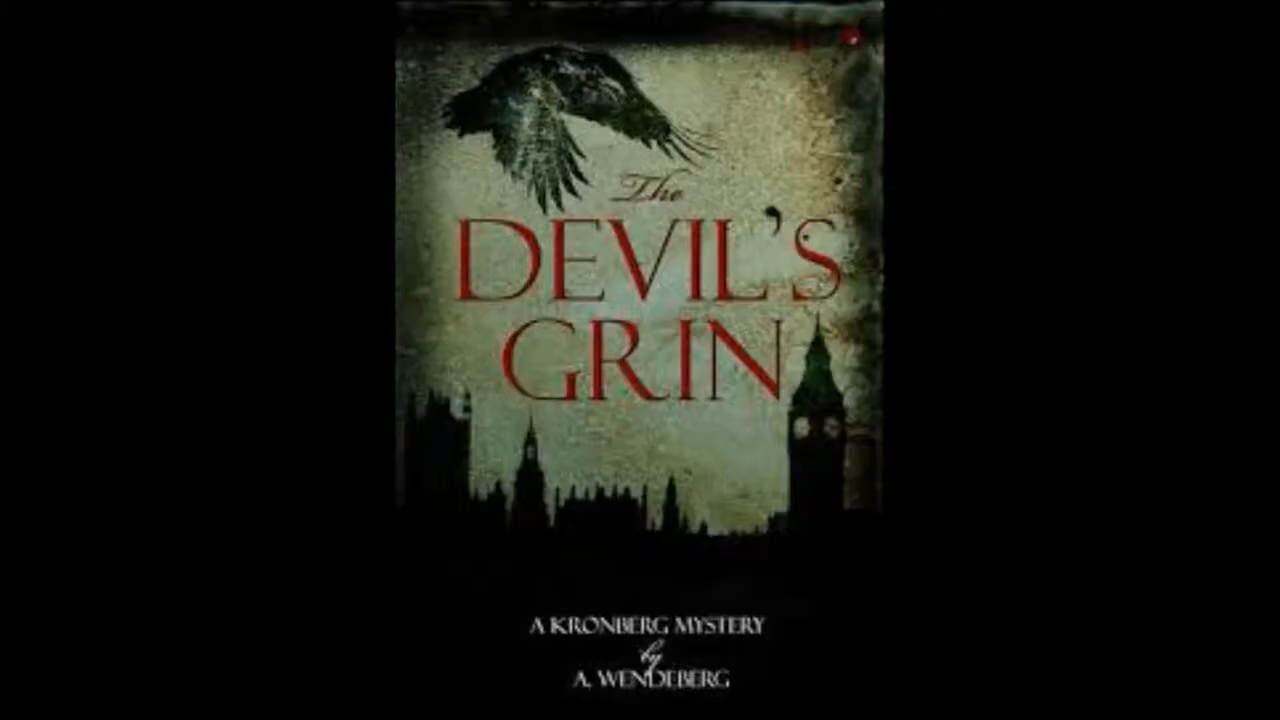 The
DEVIL'S
GRIN
A KRONBERG MYSTERY
by
A. WENDEBERG